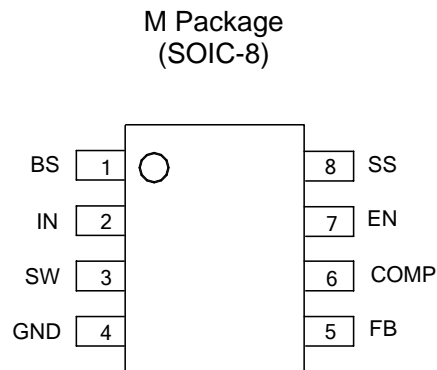 M Package
(SOIC-8)
BS 1 8 SS
IN 2 7 EN
SW 3 6 COMP
GND 4 5 FB